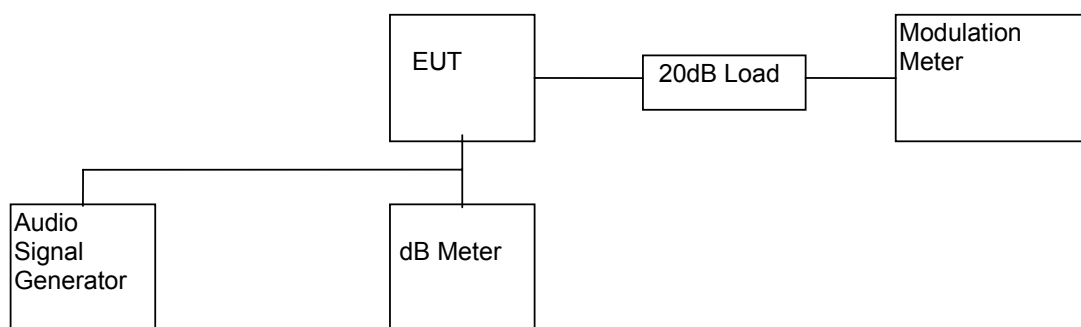 EUT
20dB Load
Modulation
Meter
Audio
Signal
Generator
dB Meter